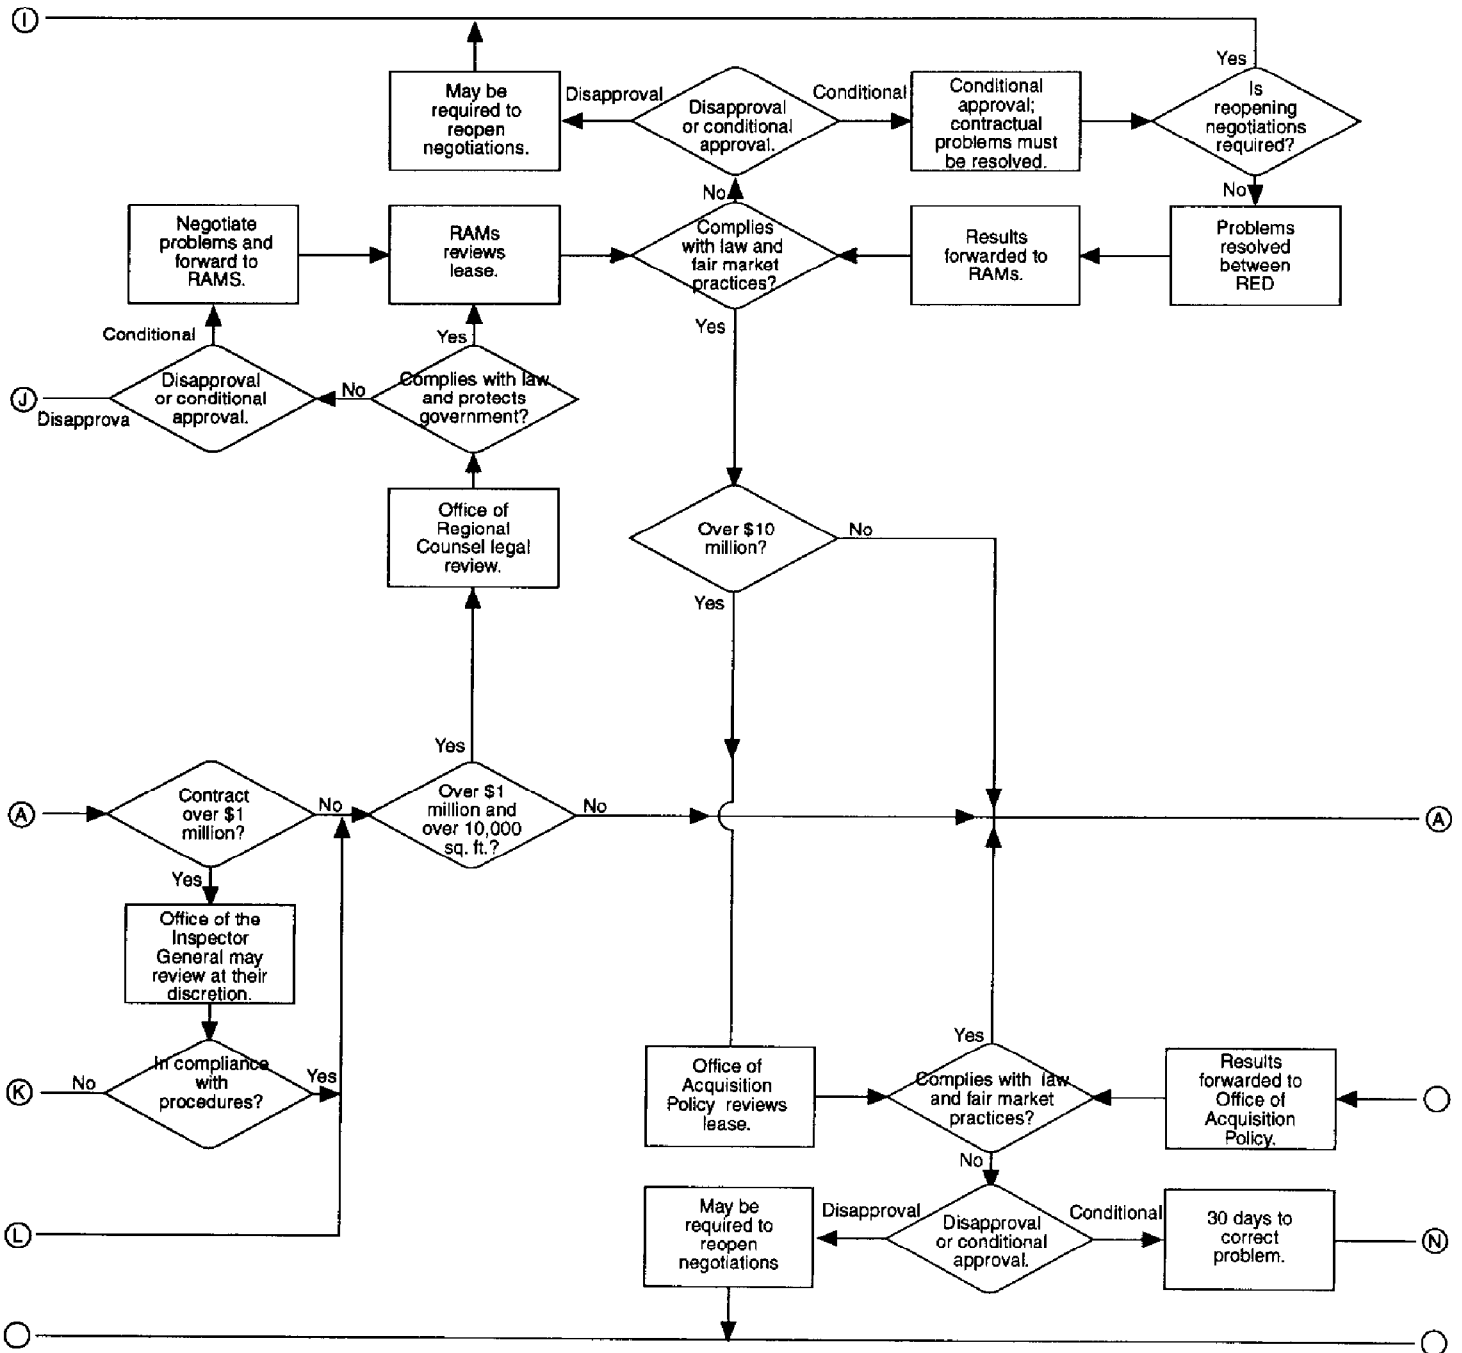 I
Yes
May be
required to
reopen
negotiations.
Disapproval
Disapproval
or conditional
approval.
Conditional
Conditional
approval;
contractual
problems must
be resolved.
Is
reopening
negotiations
required?
No
No
Negotiate
problems and
forward to
RAMS.
RAMs
reviews
lease.
Complies
with law and
fair market
practices?
Results
forwarded to
RAMs.
Problems
resolved
between
RED
Conditional
Yes
Yes
J
Disapprova
Disapproval
or conditional
approval.
No
Complies with law
and protects
government?
Office of
Regional
Counsel legal
review.
Over $10
million?
No
Yes
Yes
A
Contract
over $1
million?
No
Over $1
million and
over 10,000
sq. ft.?
No
A
Yes
Office of the
Inspector
General may
review at their
discretion.
K
No
In compliance
with
procedures?
Yes
Office of
Acquisition
Policy reviews
lease.
Yes
Complies with law
and fair market
practices?
Results
forwarded to
Office of
Acquisition
Policy.
No
L
May be
required to
reopen
negotiations
Disapproval
Disapproval
or conditional
approval.
Conditional
30 days to
correct
problem.
N